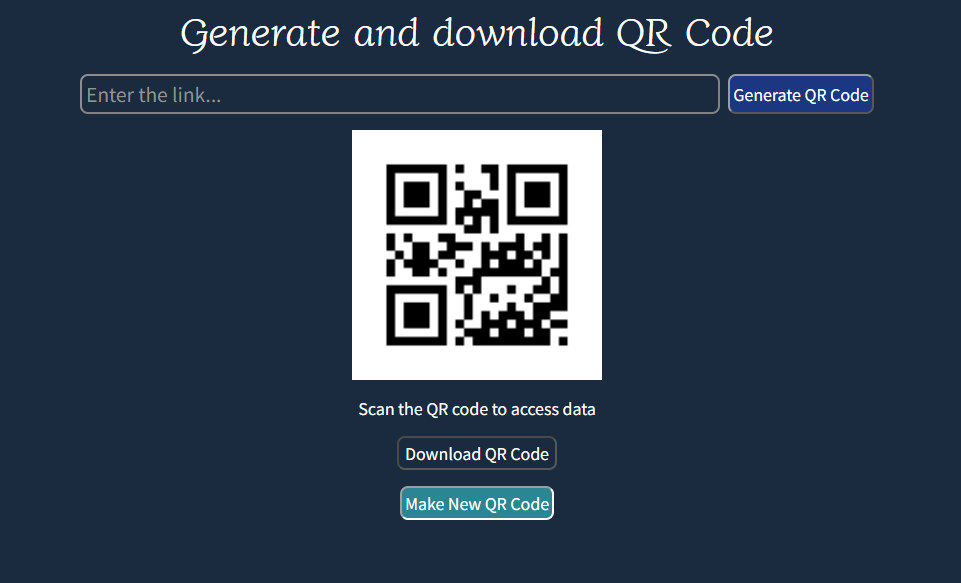 Generate and download QR Code
Enter the link...
Generate QR Code
Scan the QR code to access data
Download QR Code
Make New QR Code